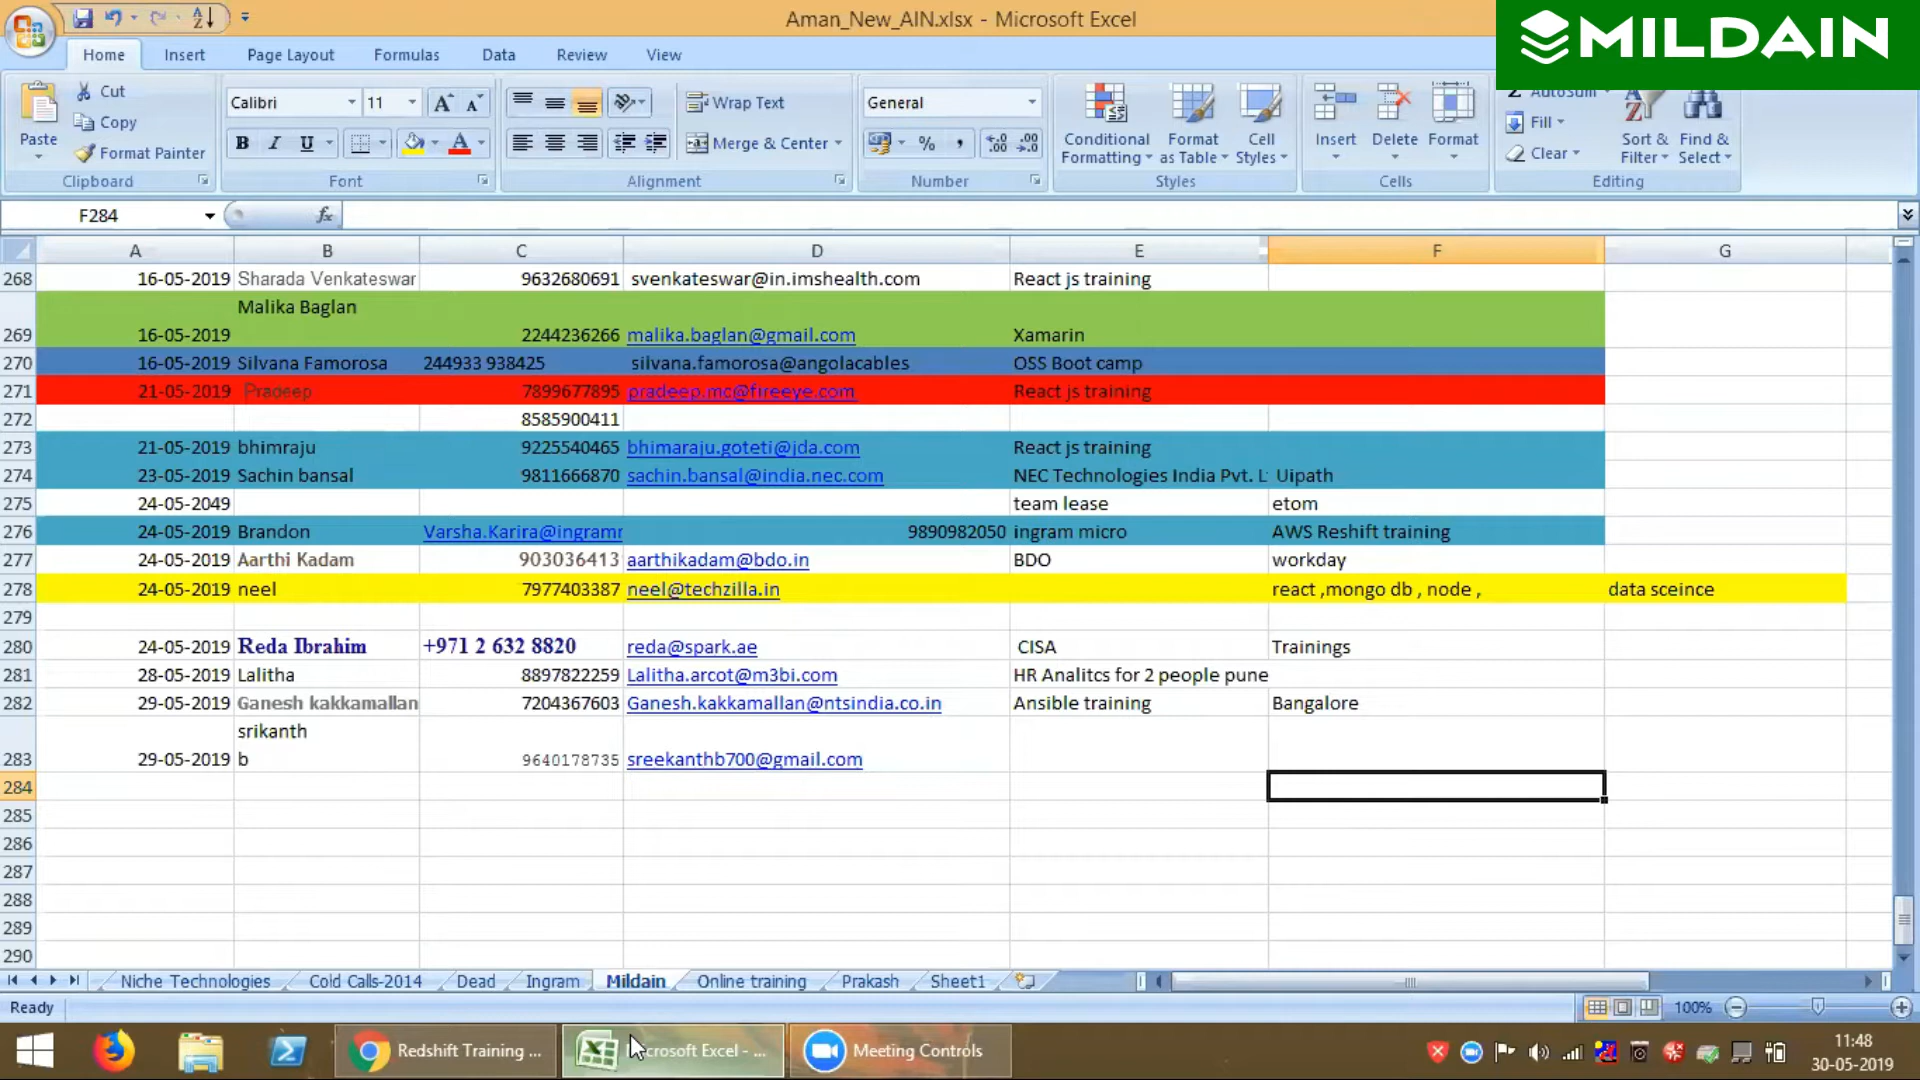 Aman_New_AIN.xlsx - Microsoft Excel
MILDAIN
Home Insert Page Layout Formulas Data Review View
Paste
Cut
Copy
Format Painter
Clipboard
Calibri 11
B I U
Font
Wrap Text
Merge & Center
Alignment
General
Number
Conditional Formatting
Format as Table
Cell Styles
Styles
Insert Delete Format
Cells
AutoSum
Fill
Clear
Sort & Filter
Find & Select
Editing
F284
fx
A B C D E F G
268 16-05-2019 Sharada Venkateswar 9632680691 svenkateswar@in.imshealth.com React js training
269 16-05-2019 Malika Baglan 2244236266 malika.baglan@gmail.com Xamarin
270 16-05-2019 Silvana Famorosa 244933 938425 silvana.famorosa@angolacables OSS Boot camp
271 21-05-2019 Pradeep 7899677895 pradeep.mc@fireeye.com React js training
272 8585900411
273 21-05-2019 bhimraju 9225540465 bhimaraju.goteti@jda.com React js training
274 23-05-2019 Sachin bansal 9811666870 sachin.bansal@india.nec.com NEC Technologies India Pvt. L Uipath
275 24-05-2049 team lease etom
276 24-05-2019 Brandon Varsha.Karira@ingramr 9890982050 ingram micro AWS Reshift training
277 24-05-2019 Aarthi Kadam 903036413 aarthikadam@bdo.in BDO workday
278 24-05-2019 neel 7977403387 neel@techzilla.in react ,mongo db , node , data sceince
279
280 24-05-2019 Reda Ibrahim +971 2 632 8820 reda@spark.ae CISA Trainings
281 28-05-2019 Lalitha 8897822259 Lalitha.arcot@m3bi.com HR Analitcs for 2 people pune
282 29-05-2019 Ganesh kakkamallan 7204367603 Ganesh.kakkamallan@ntsindia.co.in Ansible training Bangalore
srikanth
283 29-05-2019 b 9640178735 sreekanthb700@gmail.com
284
285
286
287
288
289
290
Niche Technologies Cold Calls-2014 Dead Ingram Mildain Online training Prakash Sheet1
Ready 100%
Redshift Training ... crosoft Excel - ... Meeting Controls
11:48
30-05-2019